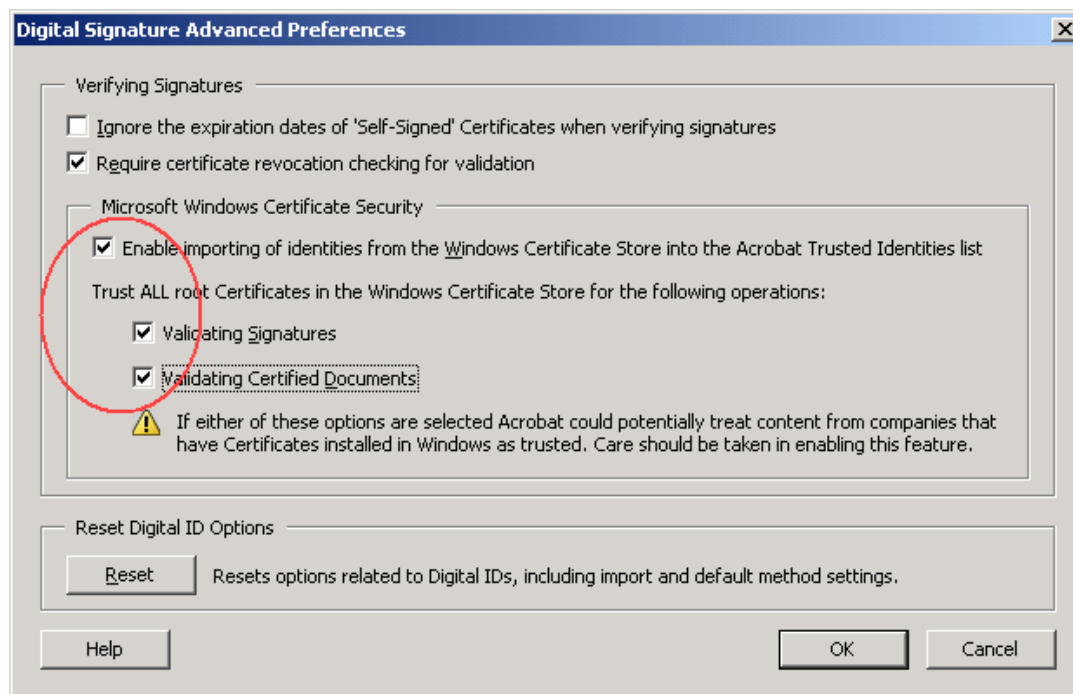 Digital Signature Advanced Preferences
Verifying Signatures
Ignore the expiration dates of 'Self-Signed' Certificates when verifying signatures
Require certificate revocation checking for validation
Microsoft Windows Certificate Security
Enable importing of identities from the Windows Certificate Store into the Acrobat Trusted Identities list
Trust ALL root Certificates in the Windows Certificate Store for the following operations:
Validating Signatures
Validating Certified Documents
If either of these options are selected Acrobat could potentially treat content from companies that
have Certificates installed in Windows as trusted. Care should be taken in enabling this feature.
Reset Digital ID Options
Reset Resets options related to Digital IDs, including import and default method settings.
Help OK Cancel